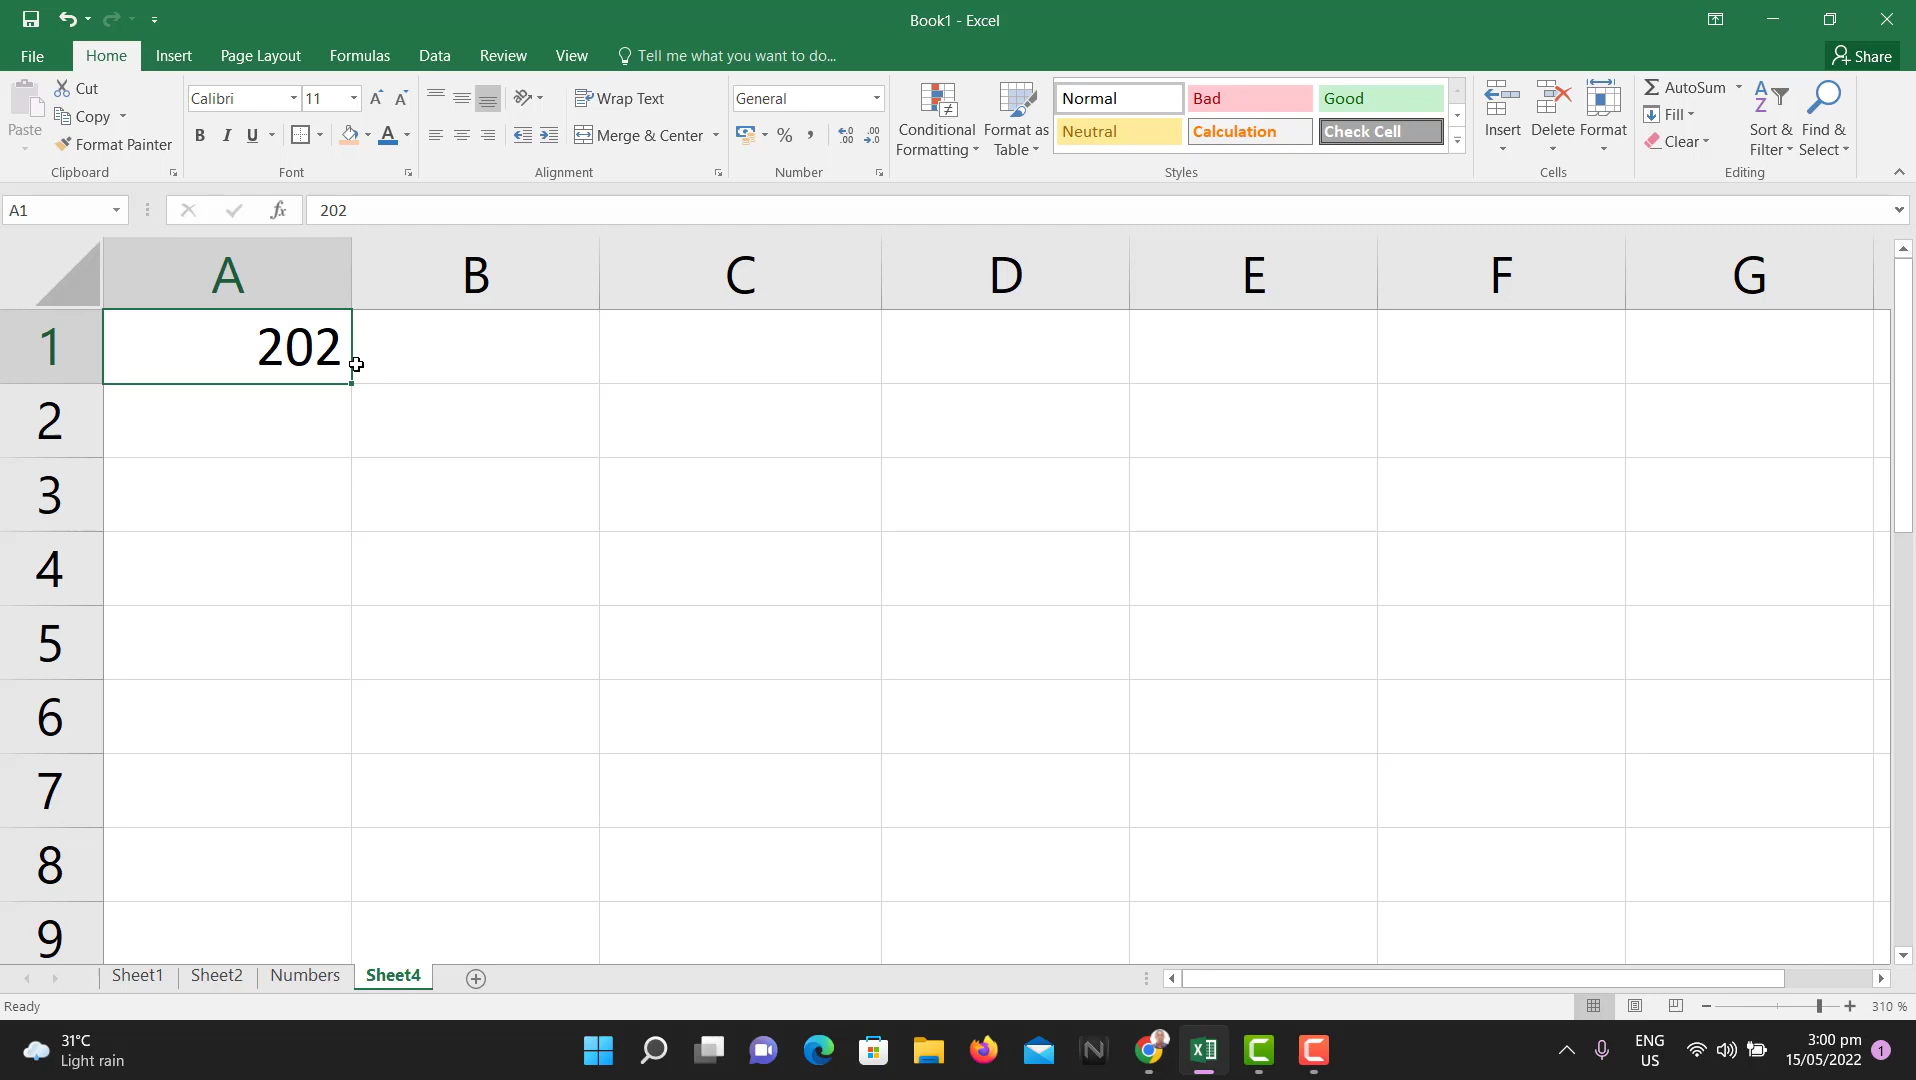 Book1 - Excel
File Home Insert Page Layout Formulas Data Review View Tell me what you want to do... Share
Paste
Cut
Copy
Format Painter
Clipboard
Calibri 11
B I U
Font
Wrap Text
Merge & Center
Alignment
General
%
Number
Conditional Formatting
Format as Table
Normal Bad Good
Neutral Calculation Check Cell
Styles
Insert Delete Format
Cells
AutoSum
Fill
Clear
Sort & Filter
Find & Select
Editing
A1 fx 202
A B C D E F G
1 202
2
3
4
5
6
7
8
9
Sheet1 Sheet2 Numbers Sheet4
Ready 310 %
31°C
Light rain
ENG
US
3:00 pm
15/05/2022
1